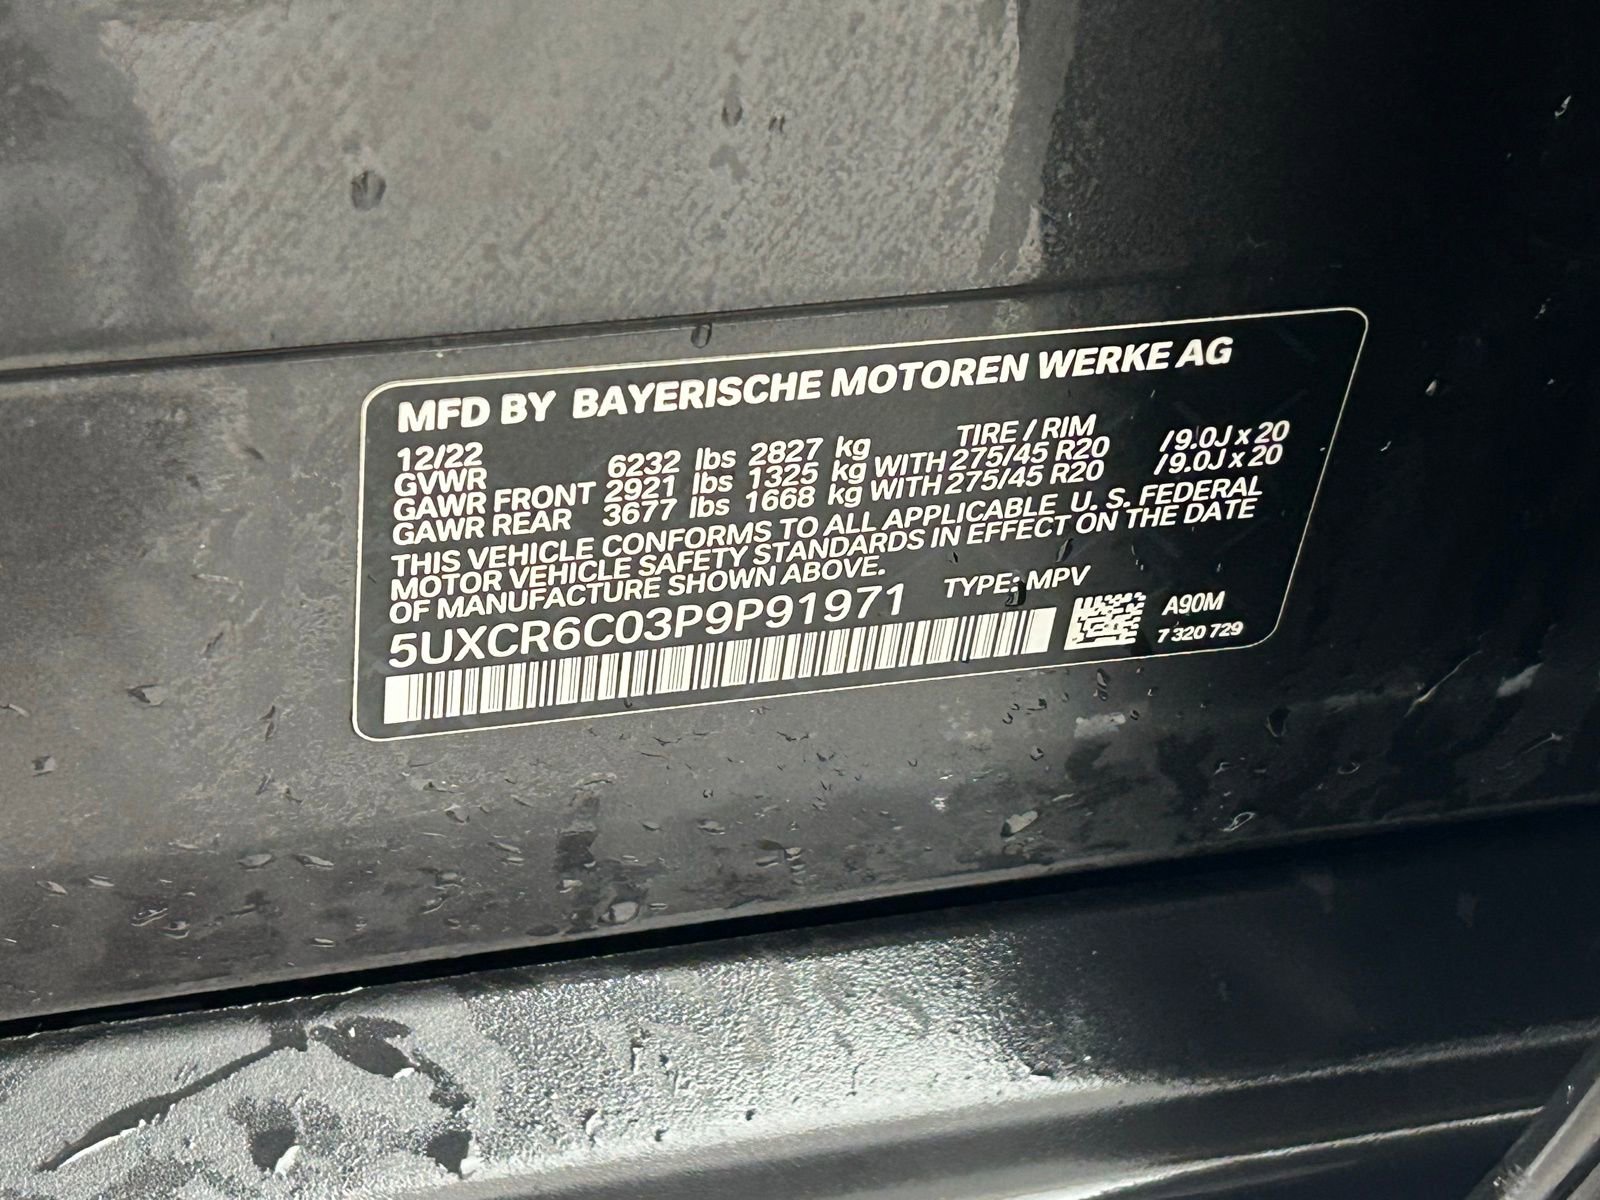 MFD BY BAYERISCHE MOTOREN WERKE AG
12/22 TIRE / RIM
GVWR 6232 lbs 2827 kg
GAWR FRONT 2921 lbs 1325 kg WITH 275/45 R20 /9.0J x 20
GAWR REAR 3677 lbs 1668 kg WITH 275/45 R20 /9.0J x 20
THIS VEHICLE CONFORMS TO ALL APPLICABLE U. S. FEDERAL
MOTOR VEHICLE SAFETY STANDARDS IN EFFECT ON THE DATE
OF MANUFACTURE SHOWN ABOVE.
5UXCR6C03P9P91971 TYPE: MPV
A90M
7 320 729